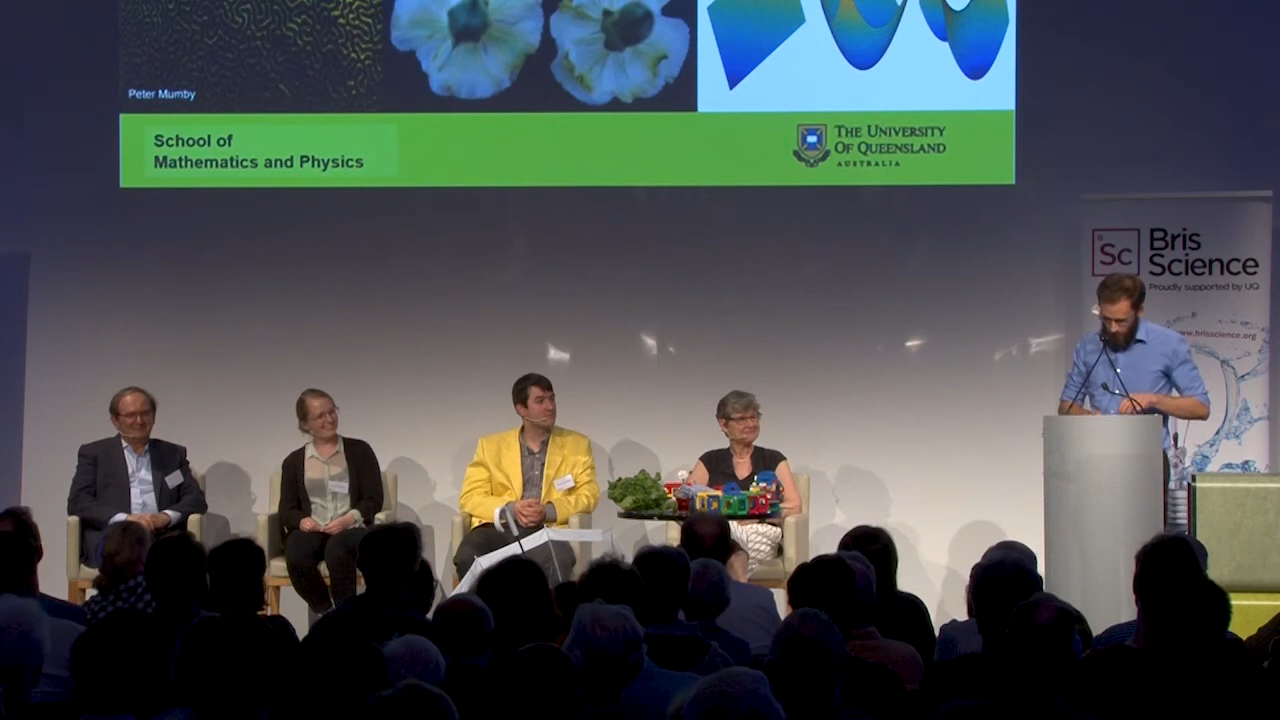 Peter Mumby
School of
Mathematics and Physics
THE UNIVERSITY
OF QUEENSLAND
AUSTRALIA
6
Sc
Bris
Science
Proudly supported by UQ
www.brisscience.org